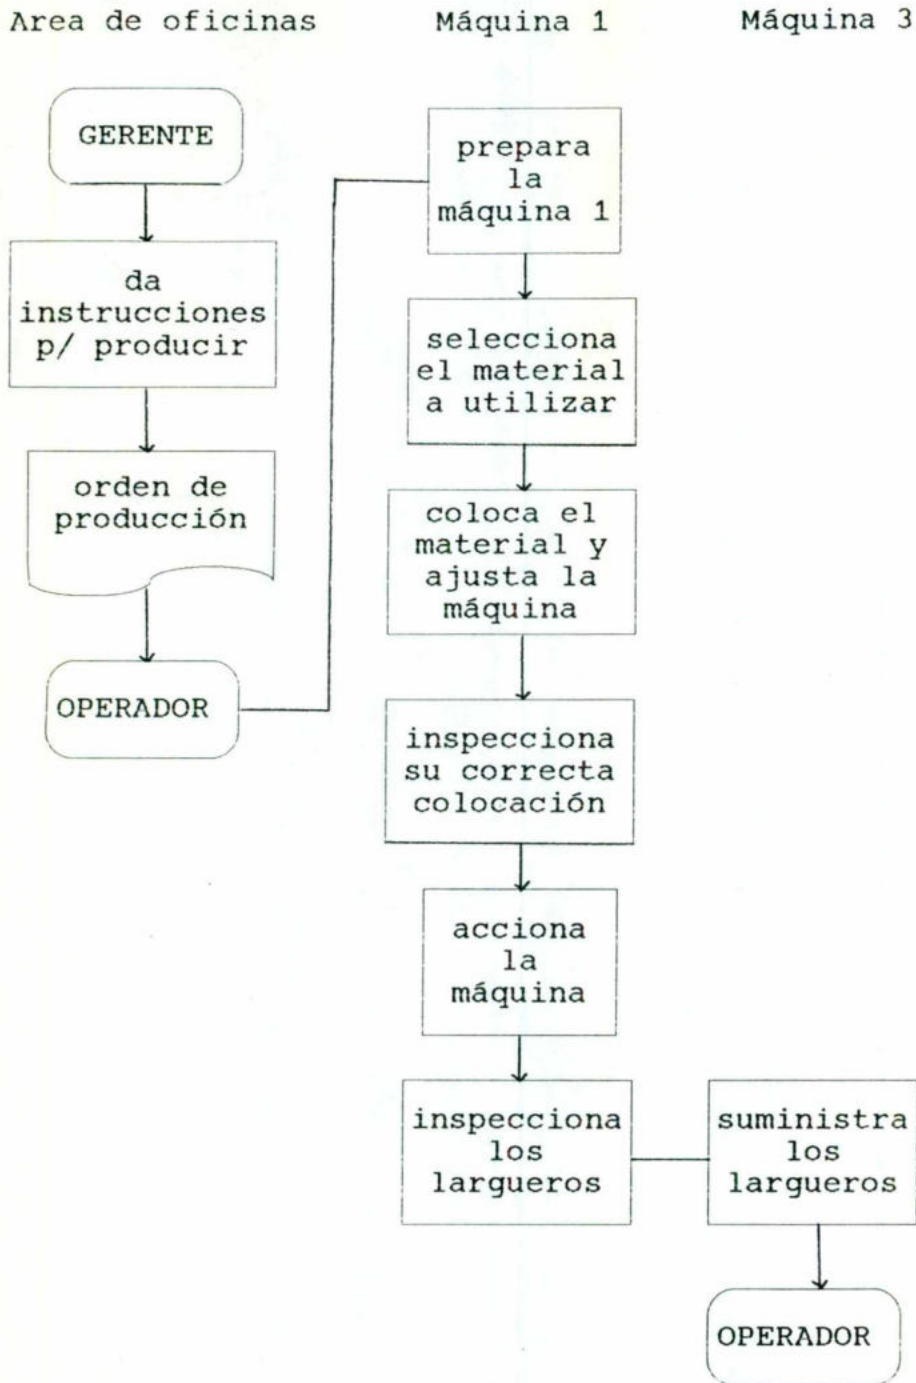 Area de oficinas
Máquina 1
Máquina 3
GERENTE
da
instrucciones
p/ producir
orden de
producción
OPERADOR
prepara
la
máquina 1
selecciona
el material
a utilizar
coloca el
material y
ajusta la
máquina
inspecciona
su correcta
colocación
acciona
la
máquina
inspecciona
los
largueros
suministra
los
largueros
OPERADOR